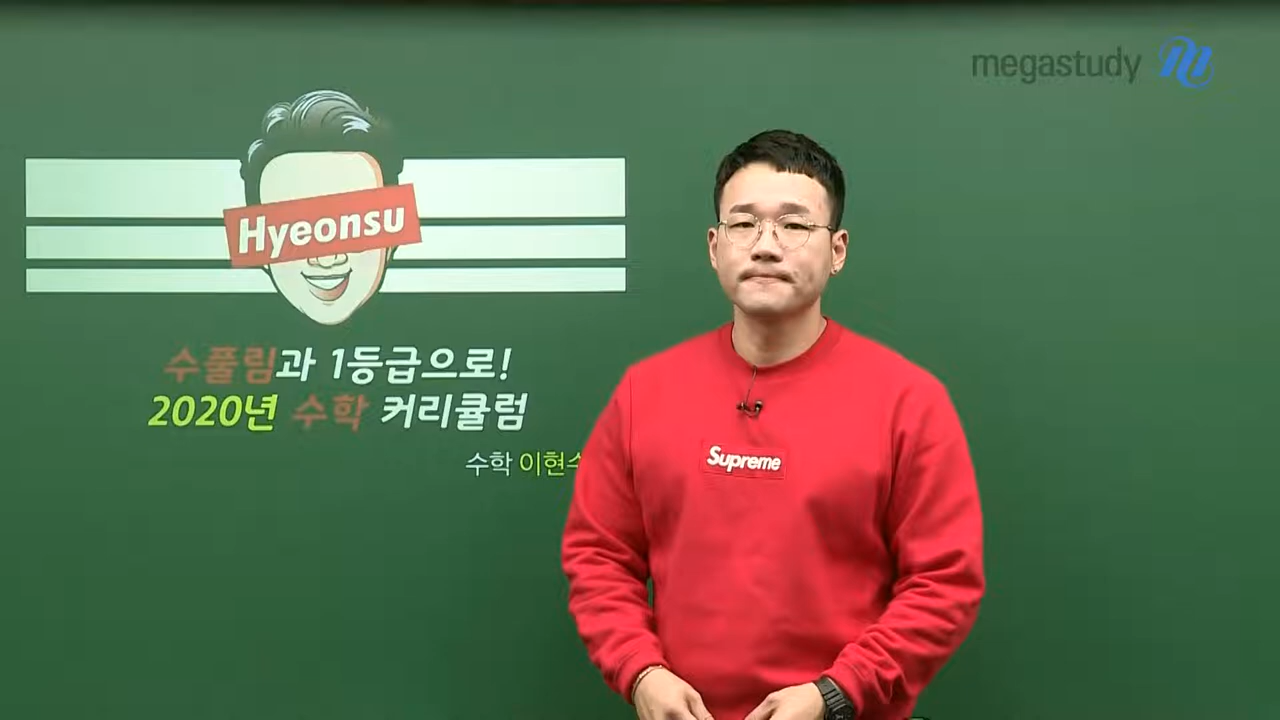 megastudy
Hyeonsu
수풀림과 1등급으로!
2020년 수학 커리큘럼
수학 이현수
Supreme